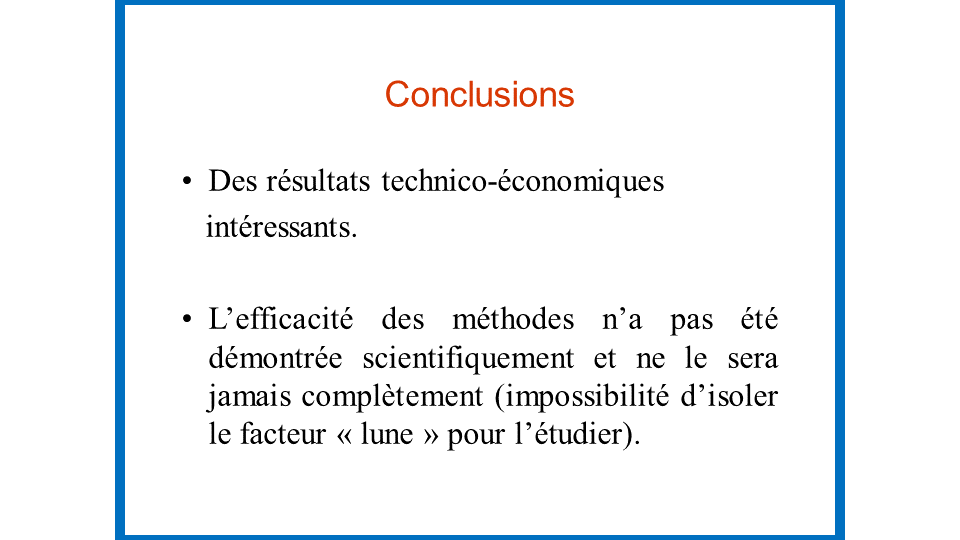 Conclusions
• Des résultats technico-économiques
intéressants.
• L’efficacité des méthodes n’a pas été
démontrée scientifiquement et ne le sera
jamais complètement (impossibilité d’isoler
le facteur « lune » pour l’étudier).